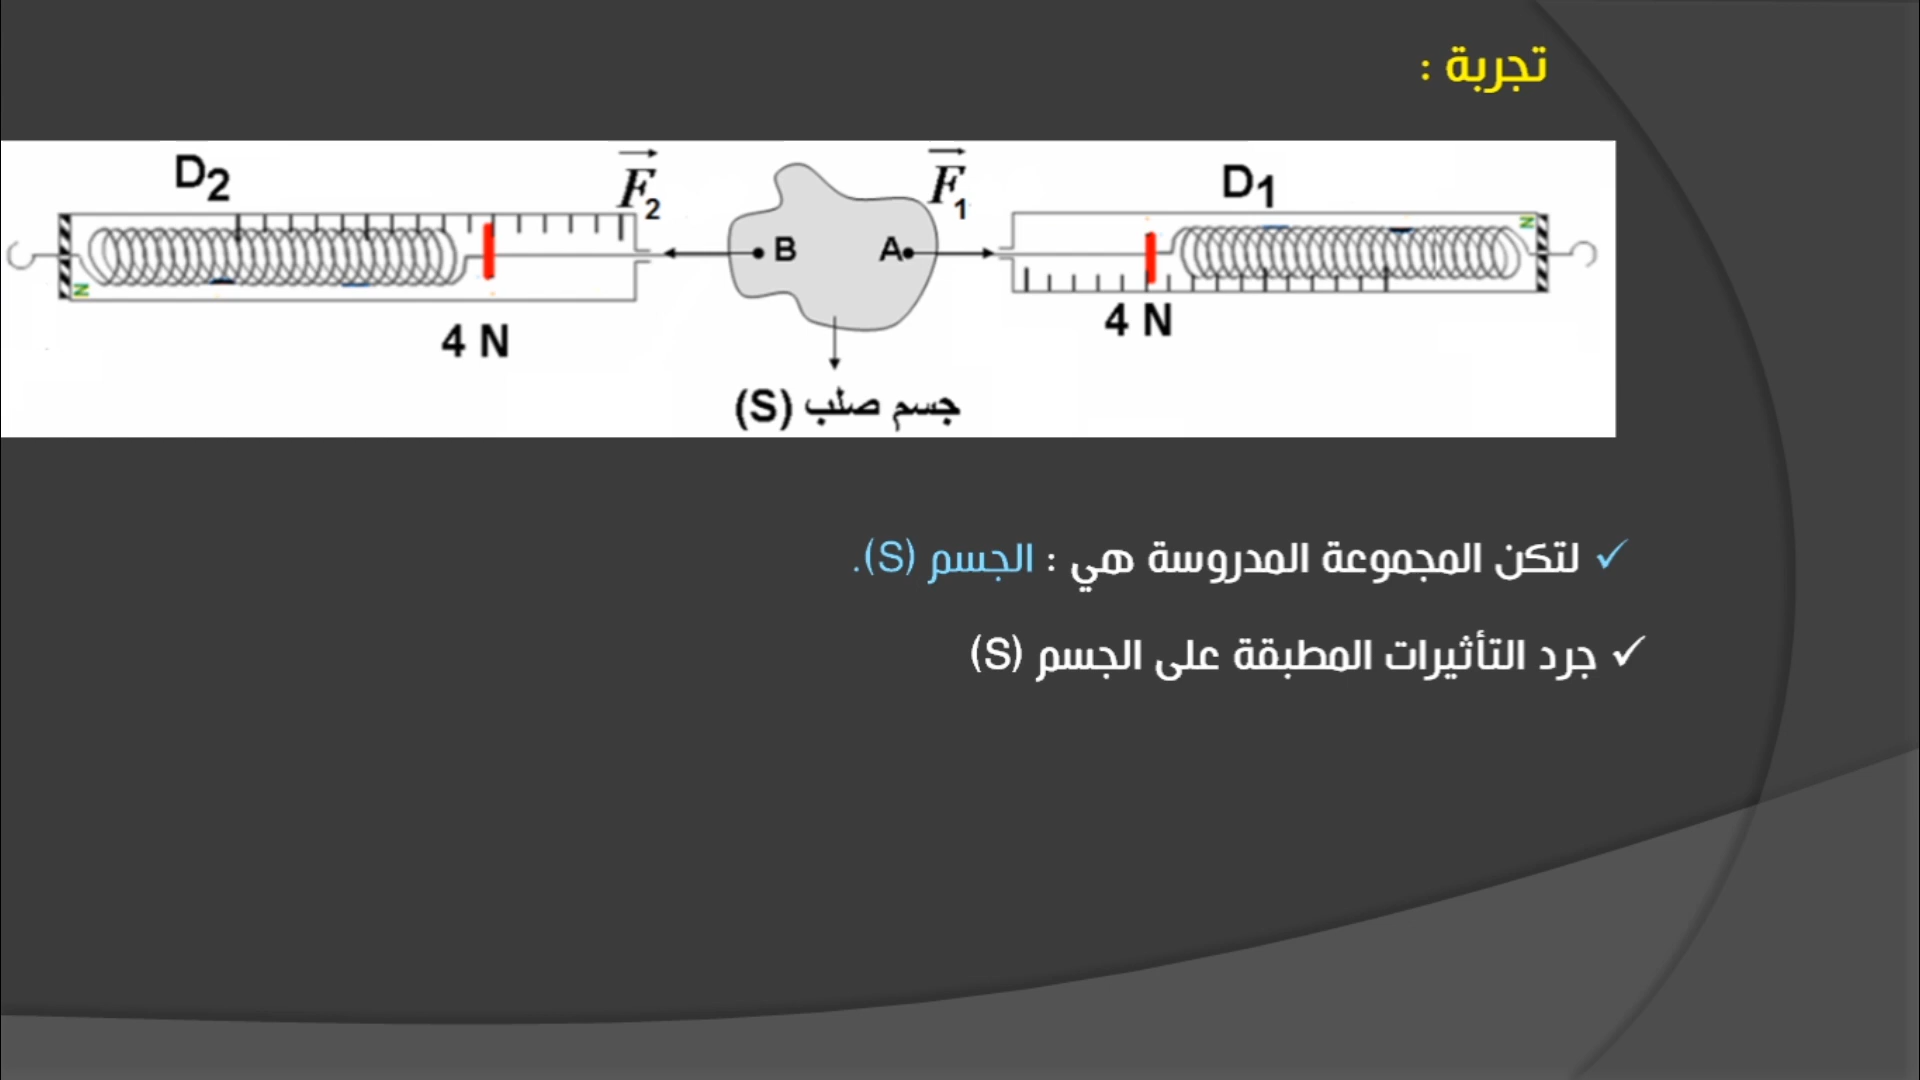 تجربة :
D2
F2
F1
D1
B
A
N
N
4 N
4 N
جسم صلب (S)
✓ لتكن المجموعة المدروسة هي : الجسم (S).
✓ جرد التأثيرات المطبقة على الجسم (S)